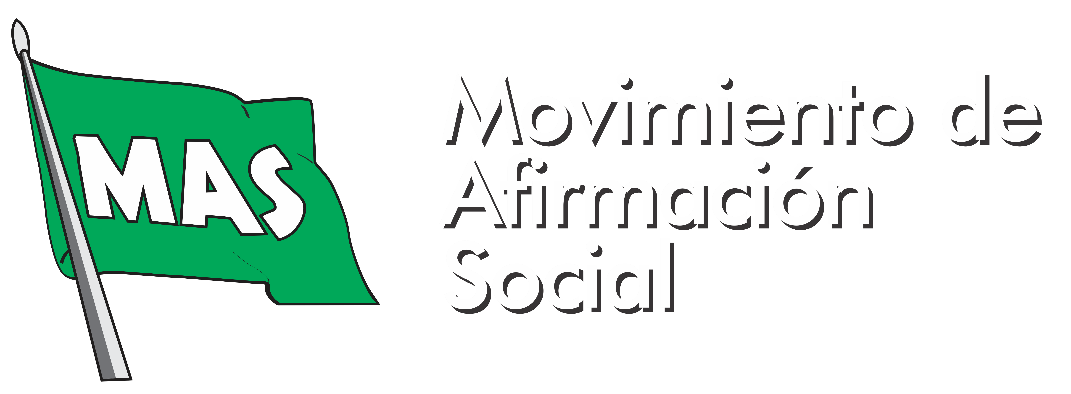 MAS
Movimiento de
Afirmación
Social